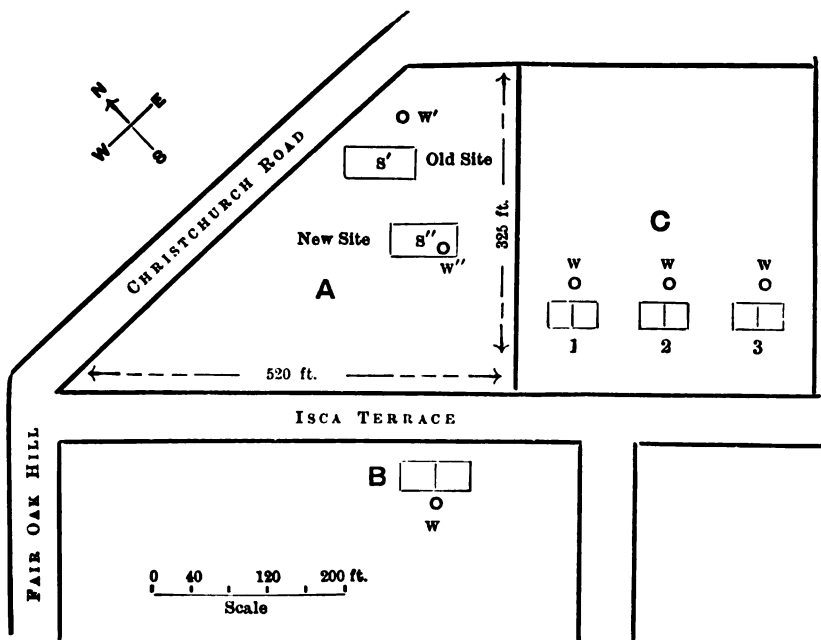 N
E
W
S
CHRISTCHURCH ROAD
W'
S' Old Site
New Site S''
W''
A
325 ft.
C
W W W
1 2 3
520 ft.
ISCA TERRACE
FAIR OAK HILL
B
W
0 40 120 200 ft.
Scale